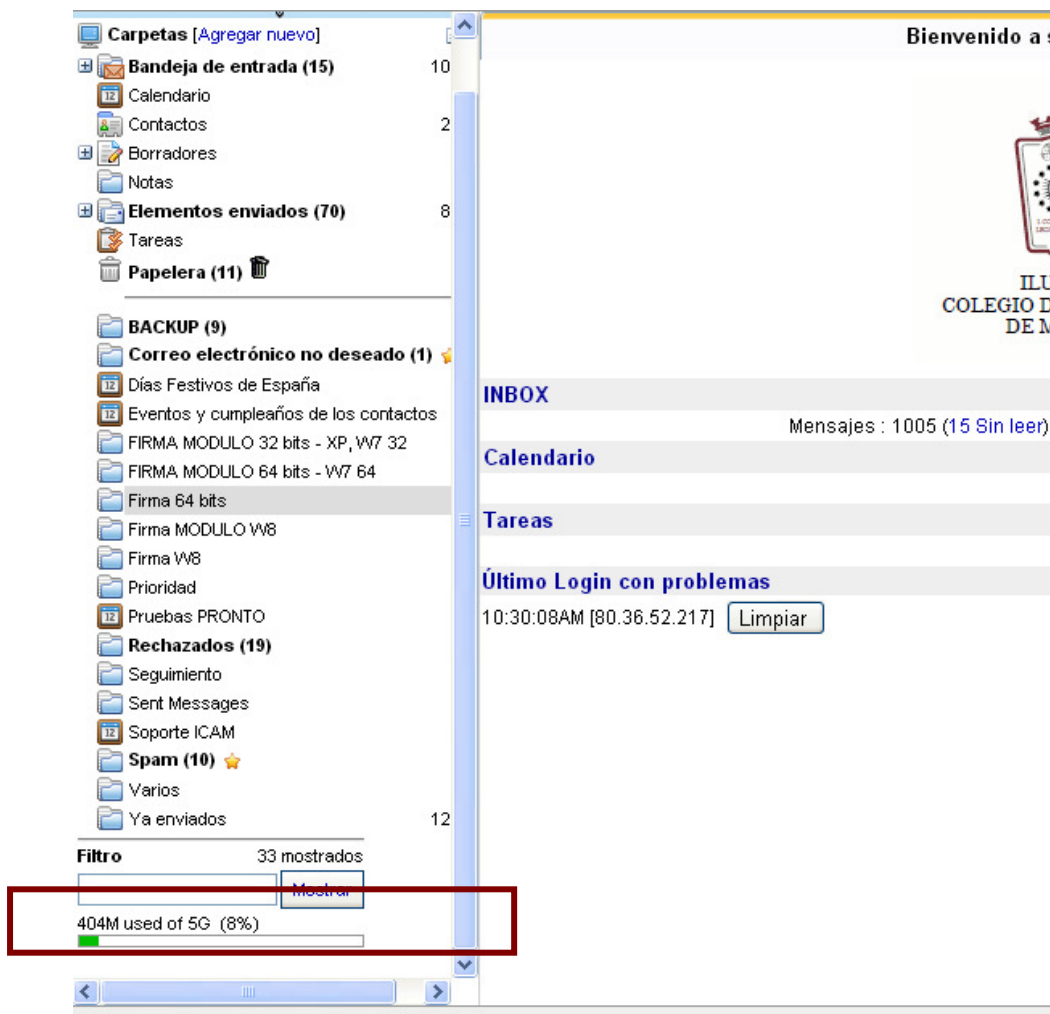 Carpetas [Agregar nuevo]
Bandeja de entrada (15) 10
Calendario
Contactos 2
Borradores
Notas
Elementos enviados (70) 8
Tareas
Papelera (11)
BACKUP (9)
Correo electrónico no deseado (1)
Días Festivos de España
Eventos y cumpleaños de los contactos
FIRMA MODULO 32 bits - XP, W7 32
FIRMA MODULO 64 bits - W7 64
Firma 64 bits
Firma MODULO W8
Firma W8
Prioridad
Pruebas PRONTO
Rechazados (19)
Seguimiento
Sent Messages
Soporte ICAM
Spam (10)
Varios
Ya enviados 12
Filtro 33 mostrados
Mostrar
404M used of 5G (8%)
Bienvenido a s
ILU
COLEGIO D
DE M
INBOX
Mensajes : 1005 (15 Sin leer)
Calendario
Tareas
Último Login con problemas
10:30:08AM [80.36.52.217] Limpiar